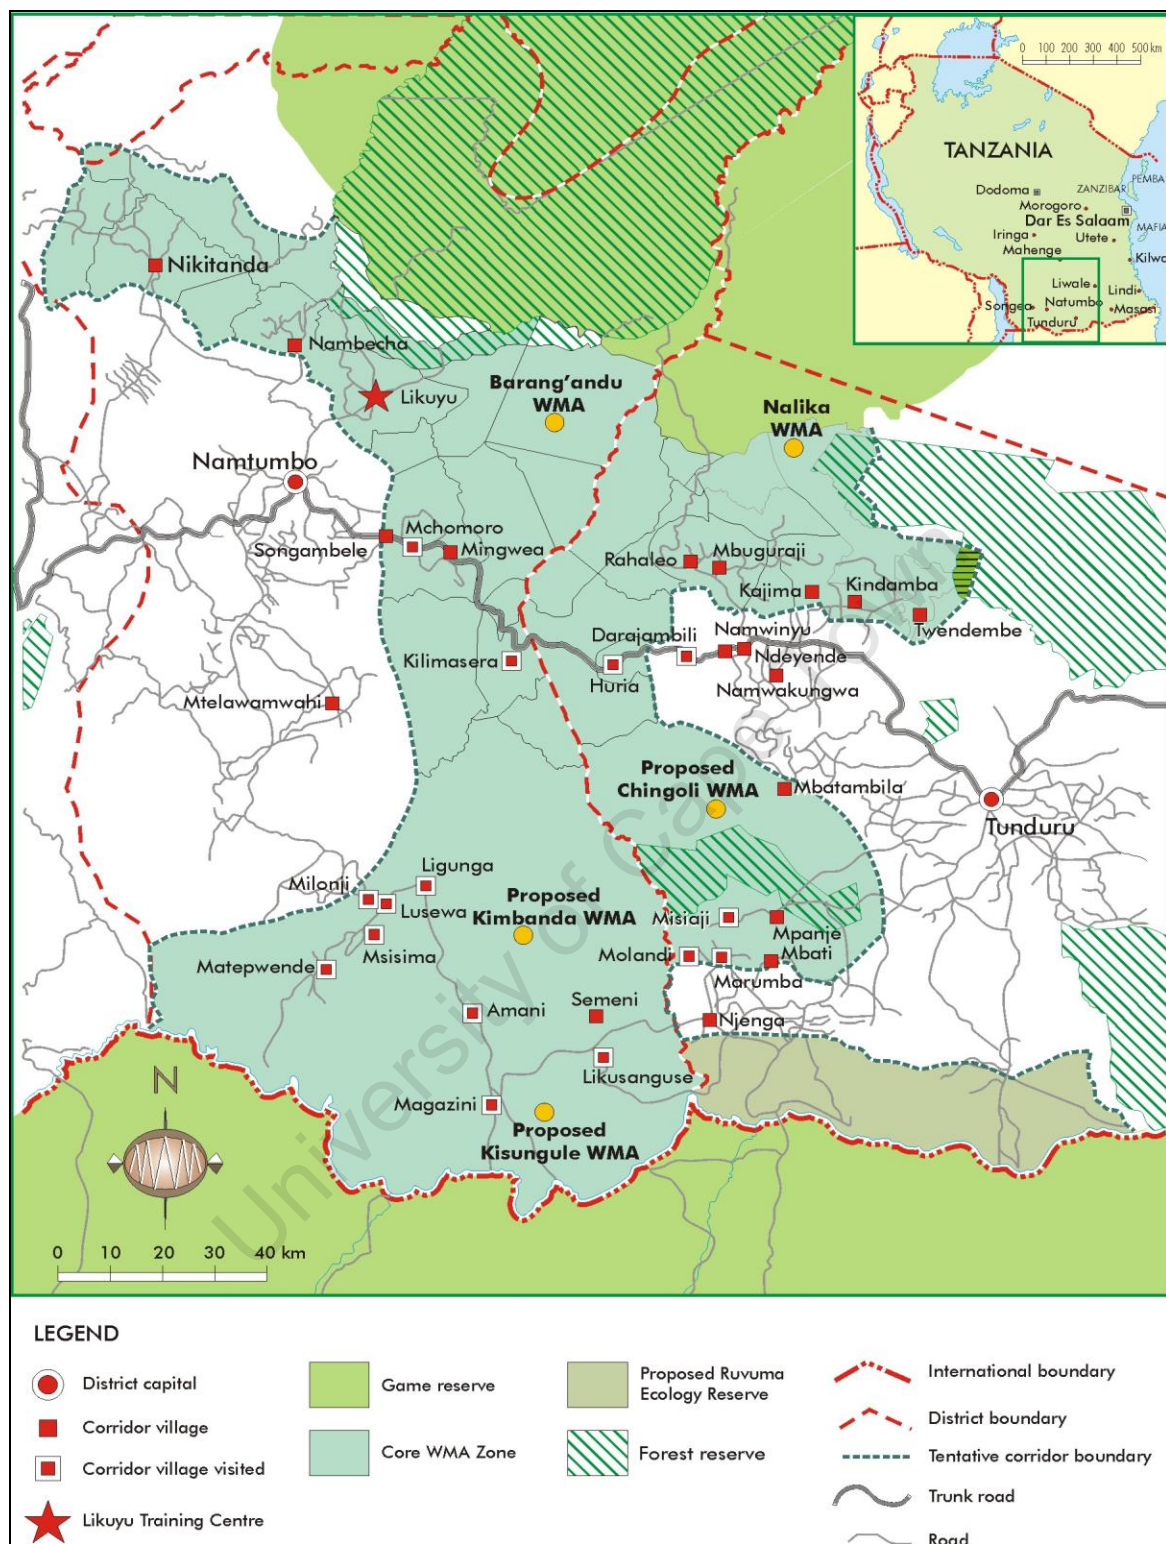 0 100 200 300 400 500 km
TANZANIA
PEMBA
Dodoma
ZANZIBAR
Morogoro
Dar Es Salaam
MAFIA
Iringa
Utete
Mahenge
Kilwa
Liwale
Lindi
Songea
Natumbo
Masasi
Tunduru
Nikitanda
Nambecha
Likuyu
Barang'andu
WMA
Nalika
WMA
Namtumbo
Mchomoro
Songambele
Mingwea
Rahaleo
Mbuguraji
Kajima
Kindamba
Twendembe
Darajambili
Namwinyu
Ndeyende
Kilimasera
Huria
Namwakungwa
Mtelawamwahi
Proposed
Chingoli WMA
Mbatambila
Tunduru
Ligunga
Milonji
Lusewa
Proposed
Kimbanda WMA
Misiaji
Mpanje
Msisima
Matepwende
Molandi
Mbati
Marumba
Amani
Semeni
Njenga
Likusanguse
Magazini
Proposed
Kisungule WMA
N
0 10 20 30 40 km
University of Cape Town
LEGEND
District capital
Corridor village
Corridor village visited
Likuyu Training Centre
Game reserve
Core WMA Zone
Proposed Ruvuma
Ecology Reserve
Forest reserve
International boundary
District boundary
Tentative corridor boundary
Trunk road
Road